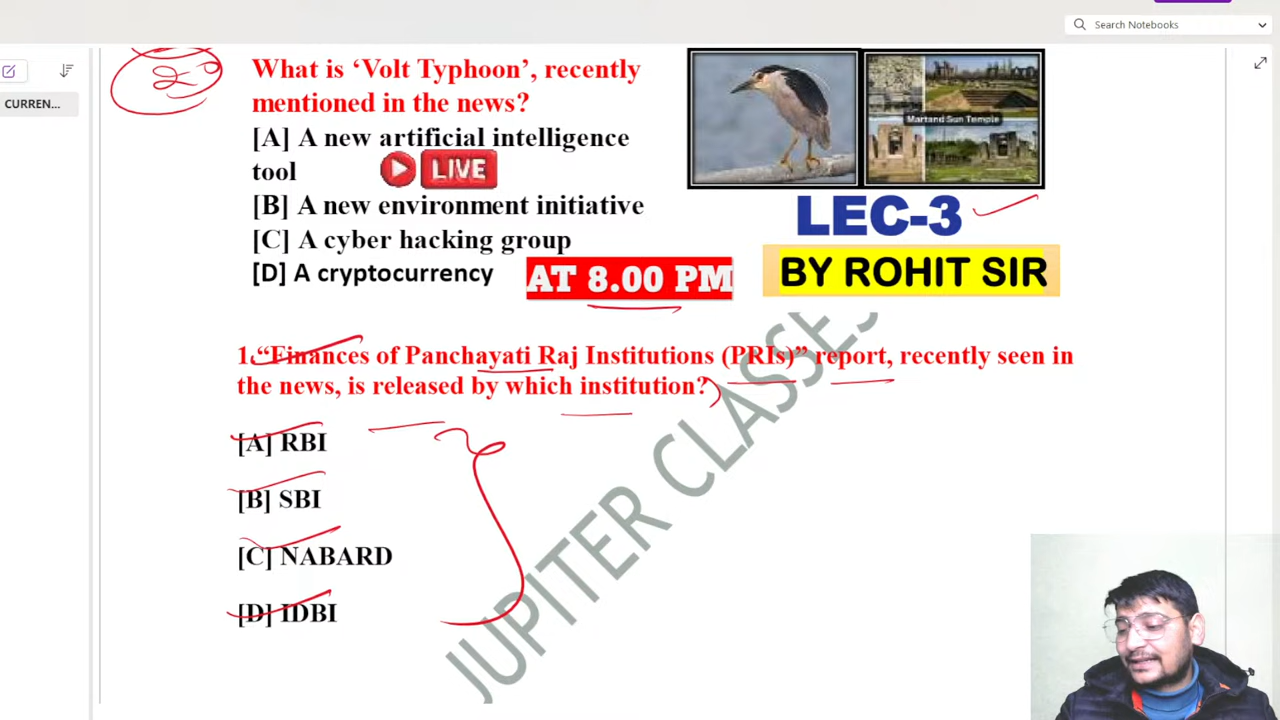 Search Notebooks
CURREN...
What is ‘Volt Typhoon’, recently
mentioned in the news?
[A] A new artificial intelligence
tool
LIVE
[B] A new environment initiative
[C] A cyber hacking group
[D] A cryptocurrency
AT 8.00 PM
Martand Sun Temple
LEC-3
BY ROHIT SIR
1.“Finances of Panchayati Raj Institutions (PRIs)” report, recently seen in
the news, is released by which institution?
[A] RBI
[B] SBI
[C] NABARD
[D] IDBI
JUPITER CLASSES